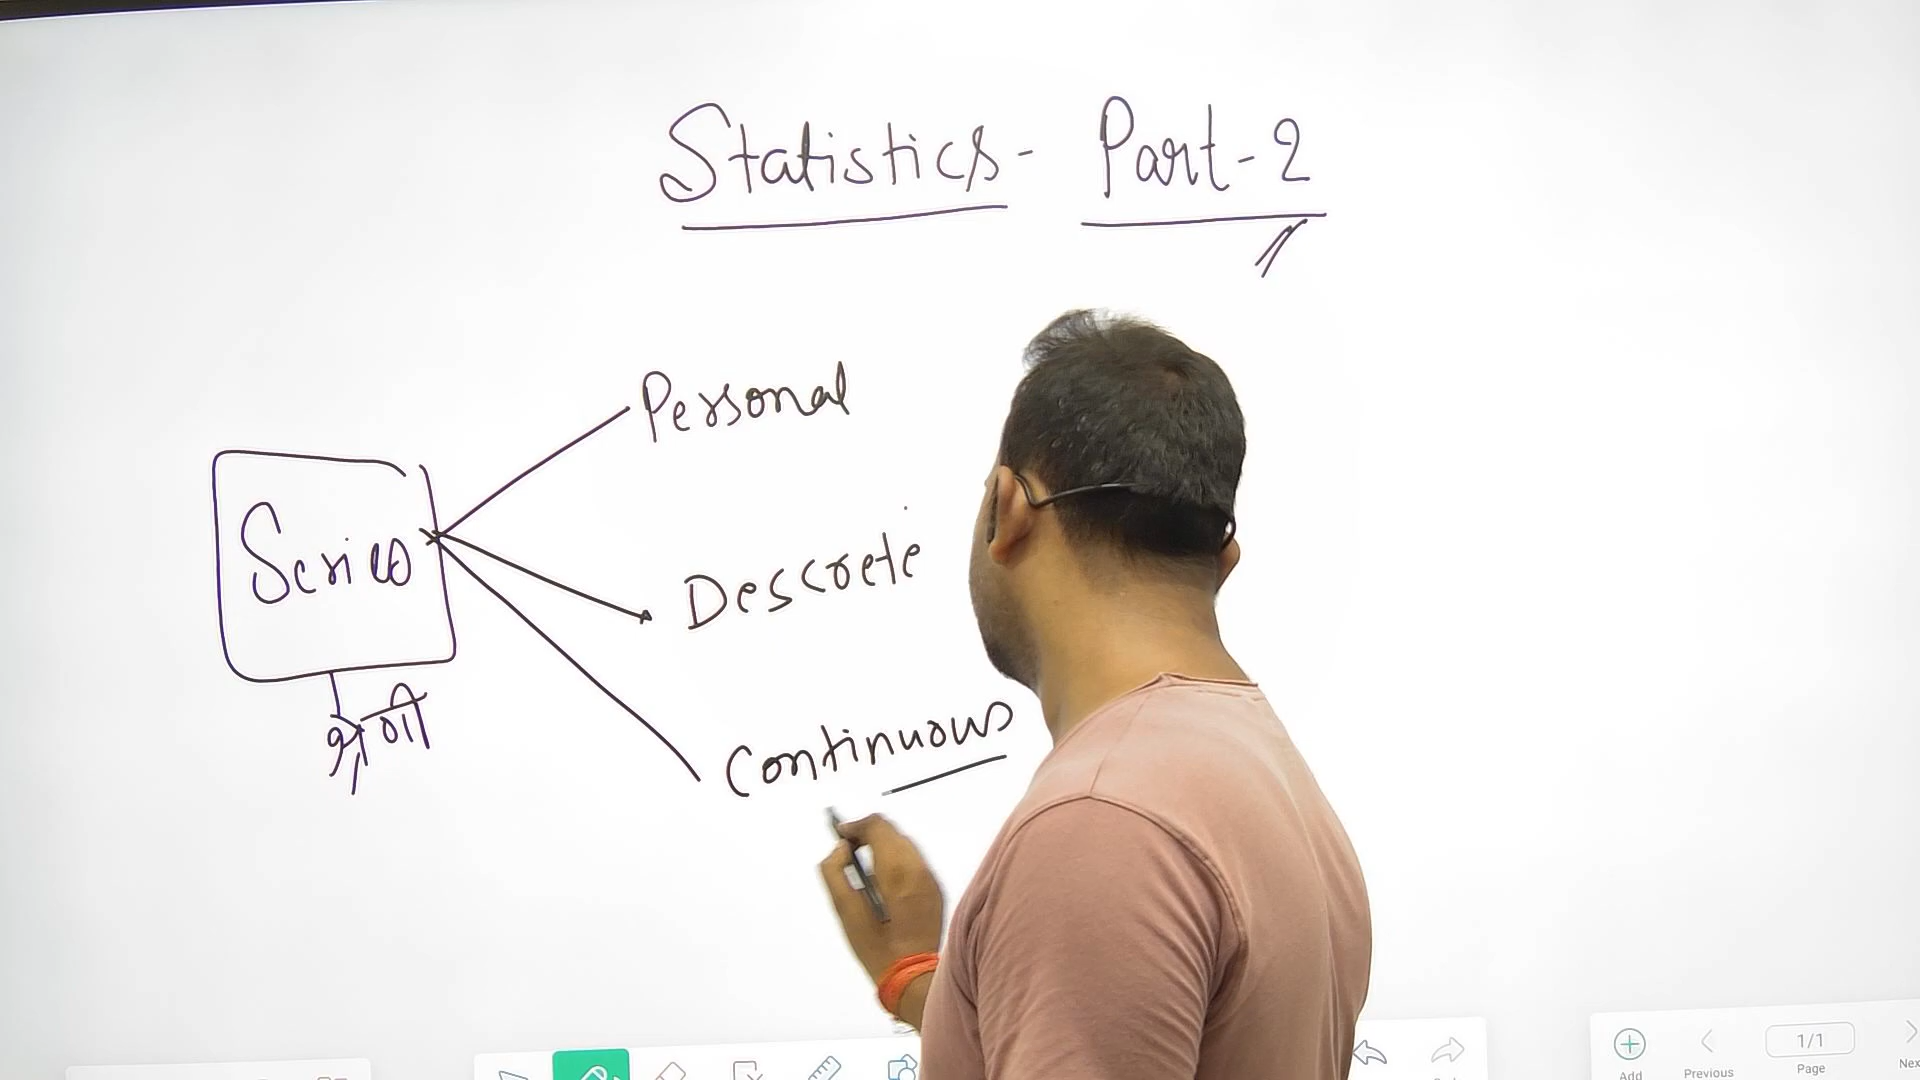 Statistics - Part-2
Personal
Series
Descrete
श्रेणी
Continuous
1/1
Add
Previous
Page